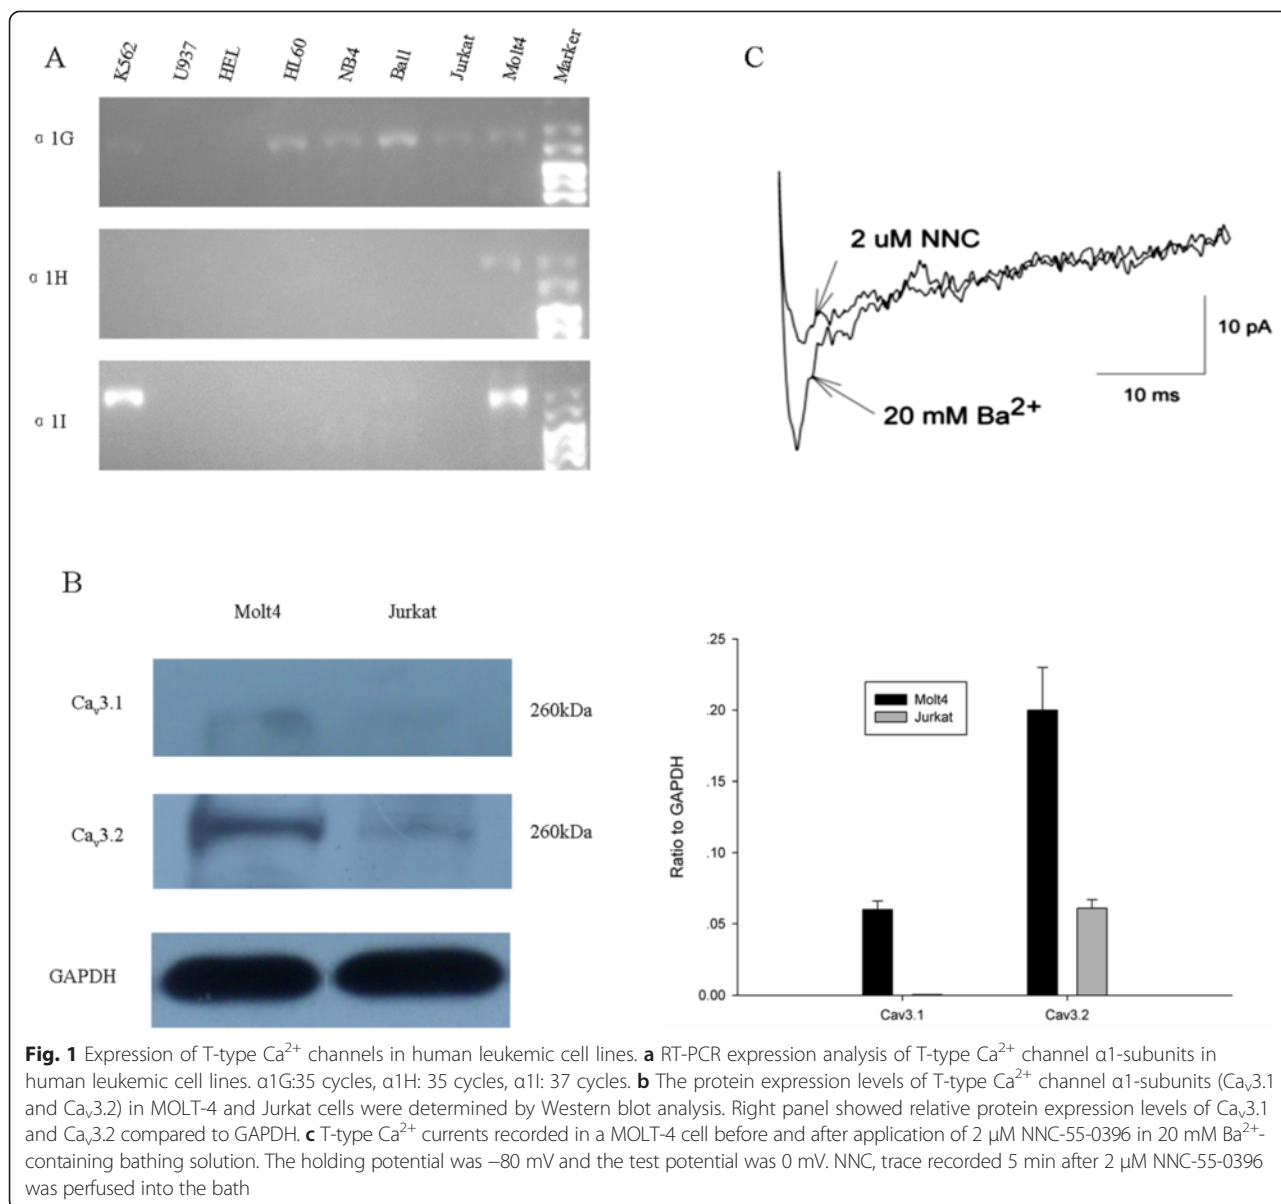 A
K562 U937 HEL HL60 NB4 Ball Jurkat Molt4 Marker
α 1G
α 1H
α 1I
C
2 uM NNC
20 mM Ba²⁺
10 pA
10 ms
B
Molt4 Jurkat
Caᵥ3.1 260kDa
Caᵥ3.2 260kDa
GAPDH
.25
.20
.15
.10
.05
0.00
Ratio to GAPDH
Molt4
Jurkat
Cav3.1 Cav3.2
Fig. 1 Expression of T-type Ca²⁺ channels in human leukemic cell lines. a RT-PCR expression analysis of T-type Ca²⁺ channel α1-subunits in
human leukemic cell lines. α1G:35 cycles, α1H: 35 cycles, α1I: 37 cycles. b The protein expression levels of T-type Ca²⁺ channel α1-subunits (Caᵥ3.1
and Caᵥ3.2) in MOLT-4 and Jurkat cells were determined by Western blot analysis. Right panel showed relative protein expression levels of Caᵥ3.1
and Caᵥ3.2 compared to GAPDH. c T-type Ca²⁺ currents recorded in a MOLT-4 cell before and after application of 2 μM NNC-55-0396 in 20 mM Ba²⁺-
containing bathing solution. The holding potential was −80 mV and the test potential was 0 mV. NNC, trace recorded 5 min after 2 μM NNC-55-0396
was perfused into the bath